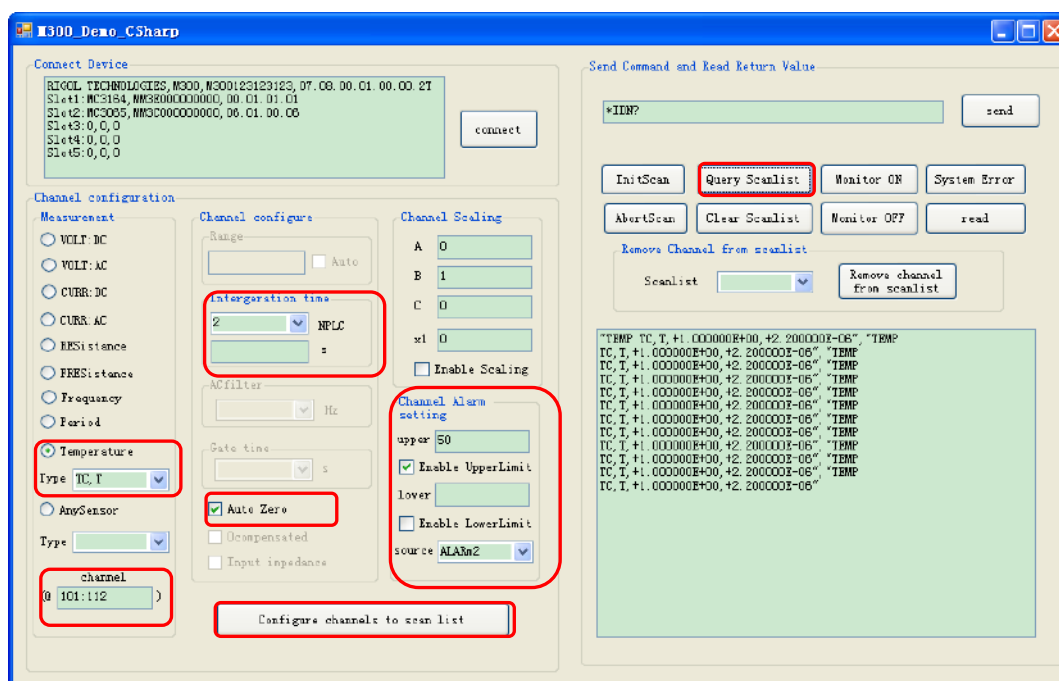 M300_Demo_CSharp
Connect Device
RIGOL TECHNOLOGIES,M300,M300123123123,07.08.00.01.00.00.27
Slot1:MC3164,MM3E000000000,00.01.01.01
Slot2:MC3065,MM3C000000000,06.01.00.06
Slot3:0,0,0
Slot4:0,0,0
Slot5:0,0,0
connect
Channel configuration
Measurement
VOLT:DC
VOLT:AC
CURR:DC
CURR:AC
RESistance
FRESistance
Frequency
Period
Temperature
Type TC,T
AnySensor
Type
channel
(@ 101:112 )
Channel configure
Range
Auto
Intergeration time
2 NPLC
s
ACfilter
Hz
Gate time
s
Auto Zero
Ocompensated
Input inpedance
Channel Scaling
A 0
B 1
C 0
x1 0
Enable Scaling
Channel Alarm setting
upper 50
Enable UpperLimit
lower
Enable LowerLimit
source ALARm2
Configure channels to scan list
Send Command and Read Return Value
*IDN?
send
InitScan
Query Scanlist
Monitor ON
System Error
AbortScan
Clear Scanlist
Monitor OFF
read
Remove Channel from scanlist
Scanlist
Remove channel
from scanlist
"TEMP TC,T,+1.000000E+00,+2.200000E-06","TEMP
TC,T,+1.000000E+00,+2.200000E-06","TEMP
TC,T,+1.000000E+00,+2.200000E-06","TEMP
TC,T,+1.000000E+00,+2.200000E-06","TEMP
TC,T,+1.000000E+00,+2.200000E-06","TEMP
TC,T,+1.000000E+00,+2.200000E-06","TEMP
TC,T,+1.000000E+00,+2.200000E-06","TEMP
TC,T,+1.000000E+00,+2.200000E-06","TEMP
TC,T,+1.000000E+00,+2.200000E-06","TEMP
TC,T,+1.000000E+00,+2.200000E-06","TEMP
TC,T,+1.000000E+00,+2.200000E-06","TEMP
TC,T,+1.000000E+00,+2.200000E-06"